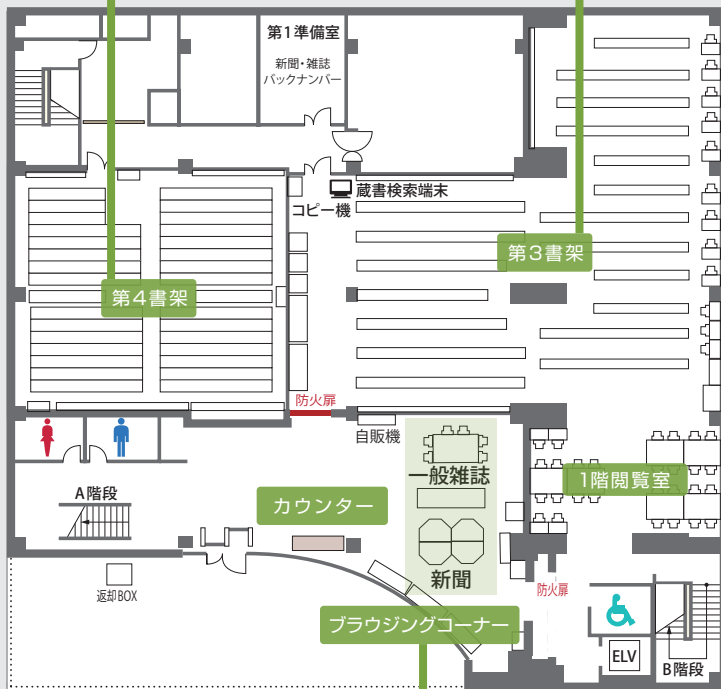 第1準備室
新聞・雑誌
バックナンバー
蔵書検索端末
コピー機
第3書架
第4書架
防火扉
自販機
一般雑誌
1階閲覧室
A階段
カウンター
新聞
返却BOX
防火扉
ブラウジングコーナー
ELV
B階段